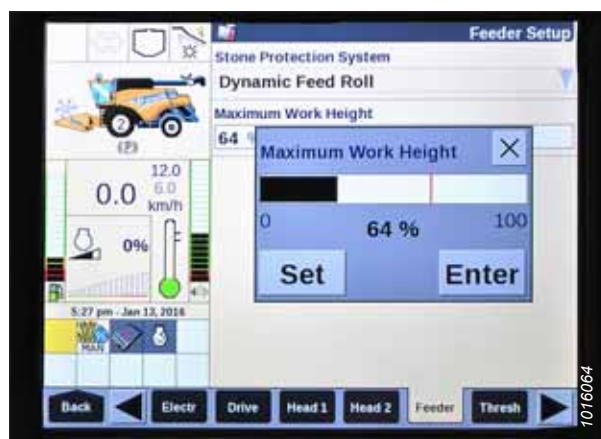 Feeder Setup
Stone Protection System
Dynamic Feed Roll
Maximum Work Height
64 %
Maximum Work Height
0
64 %
100
Set
Enter
2
(P)
12.0
6.0
0.0
km/h
0%
5:27 pm - Jan 13, 2016
MAN
Back
Electr
Drive
Head 1
Head 2
Feeder
Thresh
1016064